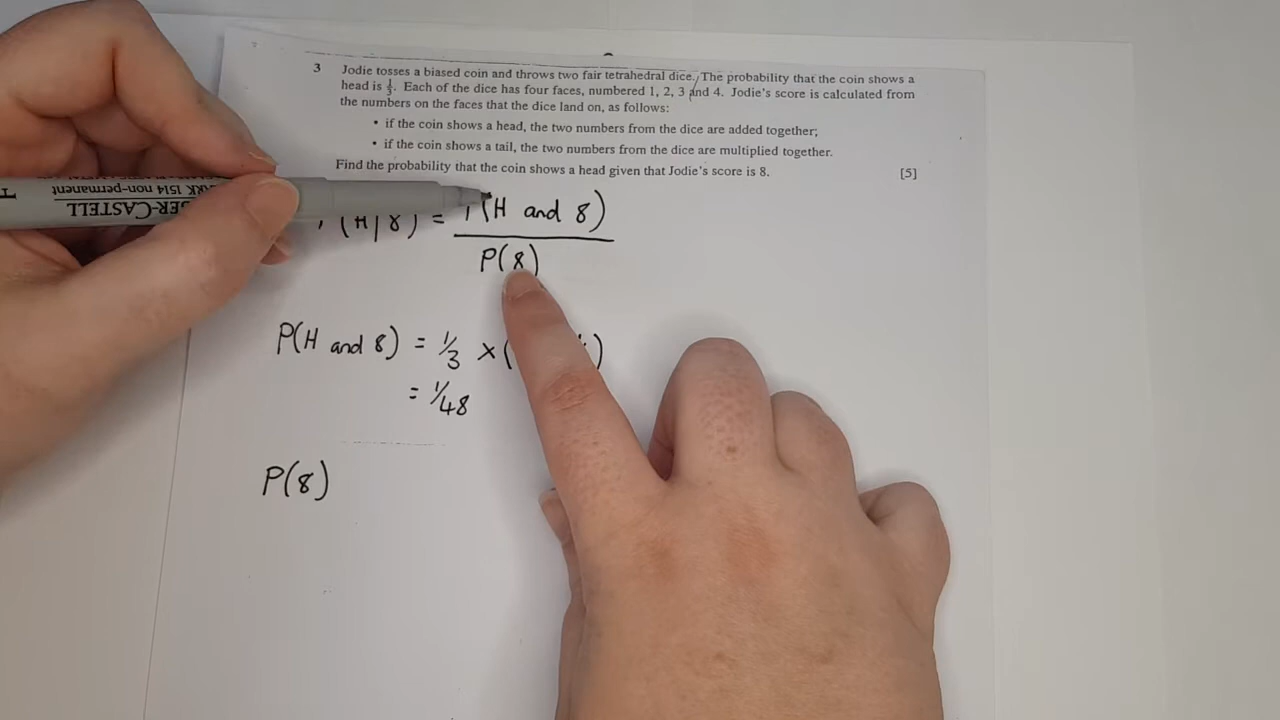 3 Jodie tosses a biased coin and throws two fair tetrahedral dice. The probability that the coin shows a
head is 1/3. Each of the dice has four faces, numbered 1, 2, 3 and 4. Jodie's score is calculated from
the numbers on the faces that the dice land on, as follows:
• if the coin shows a head, the two numbers from the dice are added together;
• if the coin shows a tail, the two numbers from the dice are multiplied together.
Find the probability that the coin shows a head given that Jodie's score is 8. [5]
MARK 1514 non-permanent
BER-CASTELL T
(H|8) = P(H and 8)
P(8)
P(H and 8) = 1/3 × ( )
= 1/48
P(8)